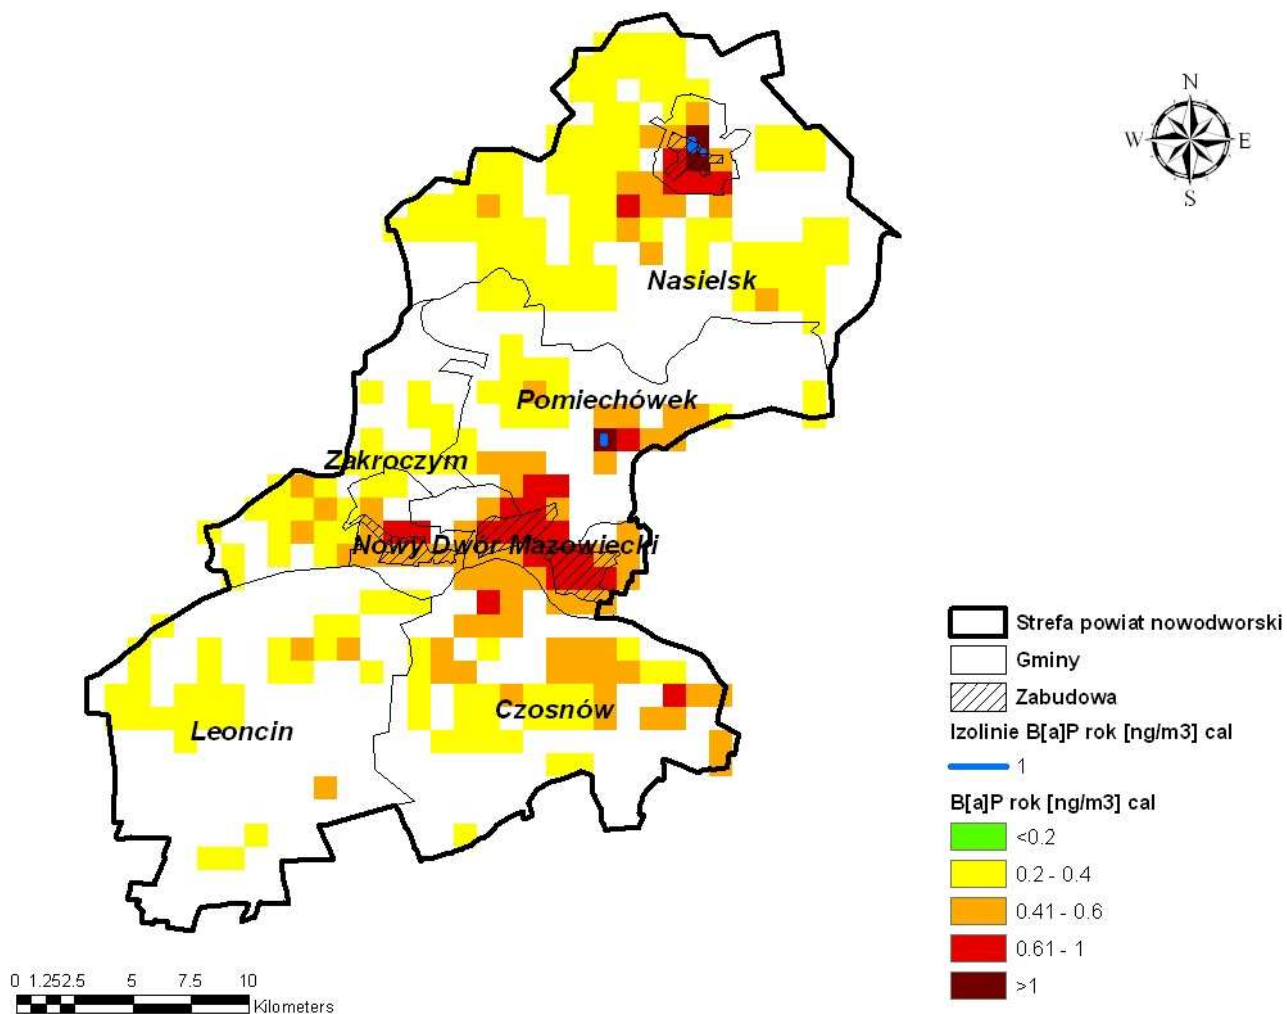 N
W E
S
Nasielsk
Pomiechówek
Zakroczym
Nowy Dwór Mazowiecki
Czosnów
Leoncin
Strefa powiat nowodworski
Gminy
Zabudowa
Izolinie B[a]P rok [ng/m3] cal
1
B[a]P rok [ng/m3] cal
<0.2
0.2 - 0.4
0.41 - 0.6
0.61 - 1
>1
0 1.252.5 5 7.5 10
Kilometers